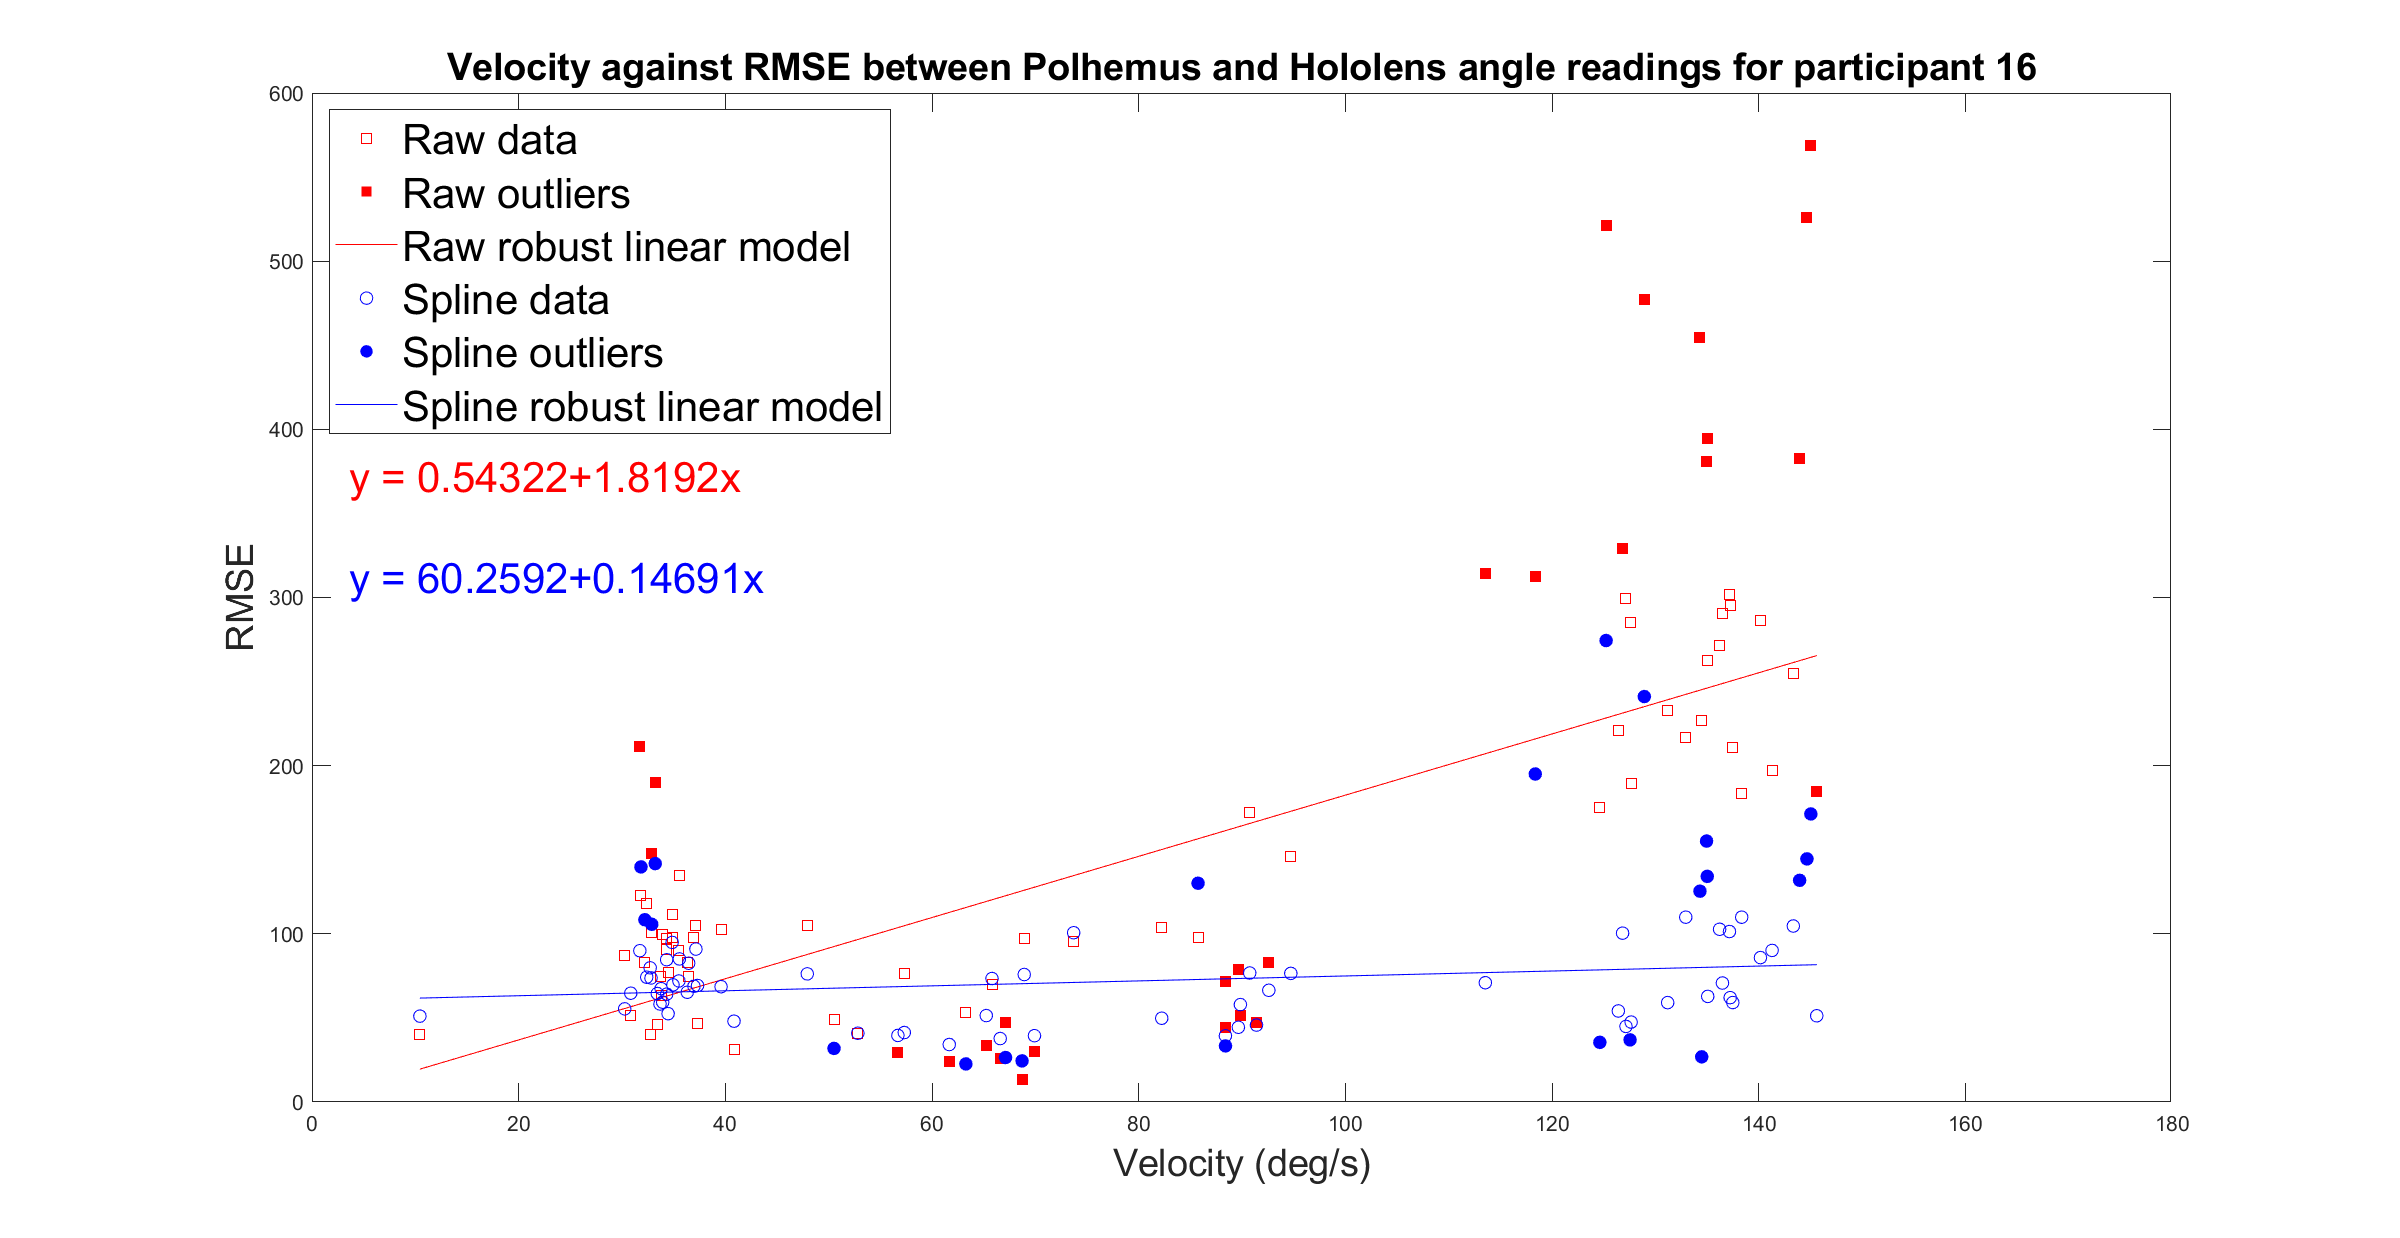 Velocity against RMSE between Polhemus and Hololens angle readings for participant 16
600
500
400
300
200
100
0
RMSE
Raw data
Raw outliers
Raw robust linear model
Spline data
Spline outliers
Spline robust linear model
y = 0.54322+1.8192x
y = 60.2592+0.14691x
0 20 40 60 80 100 120 140 160 180
Velocity (deg/s)